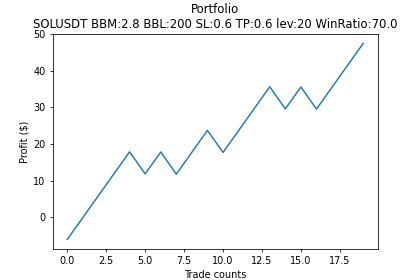 Portfolio
SOLUSDT BBM:2.8 BBL:200 SL:0.6 TP:0.6 lev:20 WinRatio:70.0
50
40
30
20
10
0
Profit ($)
0.0 2.5 5.0 7.5 10.0 12.5 15.0 17.5
Trade counts